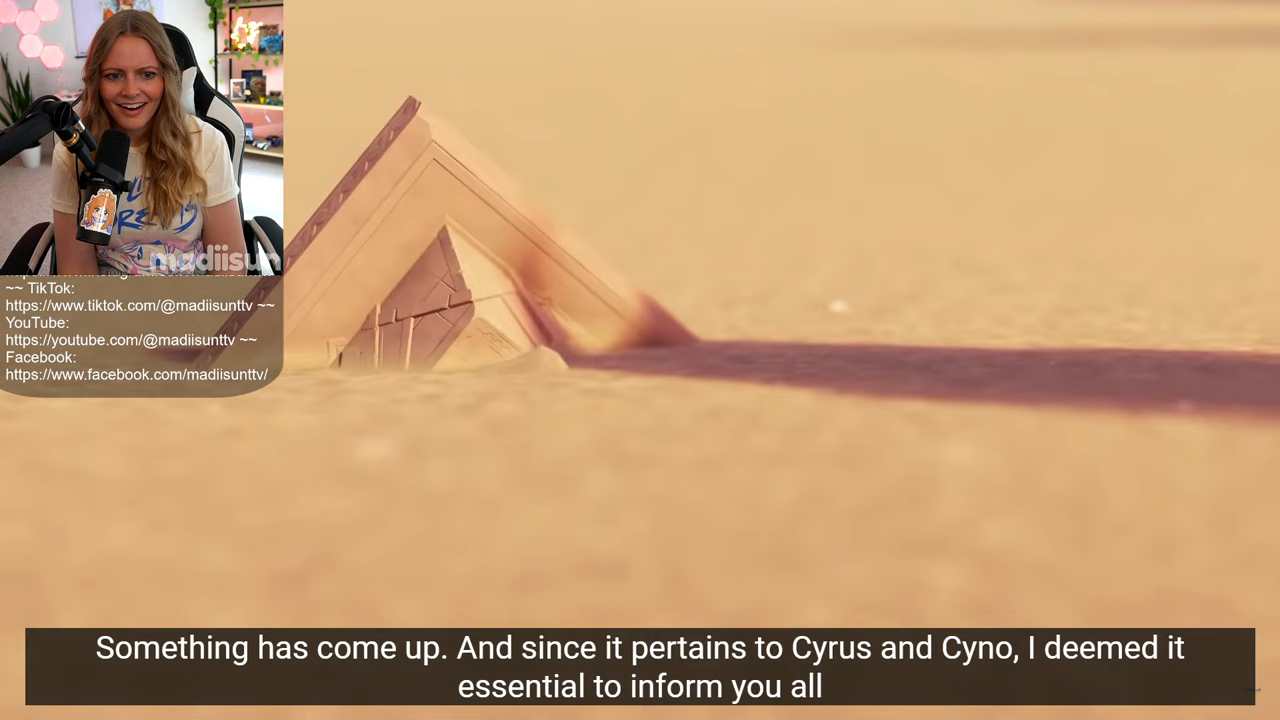 madiisun
~~ TikTok:
https://www.tiktok.com/@madiisunttv ~~
YouTube:
https://youtube.com/@madiisunttv ~~
Facebook:
https://www.facebook.com/madiisunttv/
Something has come up. And since it pertains to Cyrus and Cyno, I deemed it
essential to inform you all